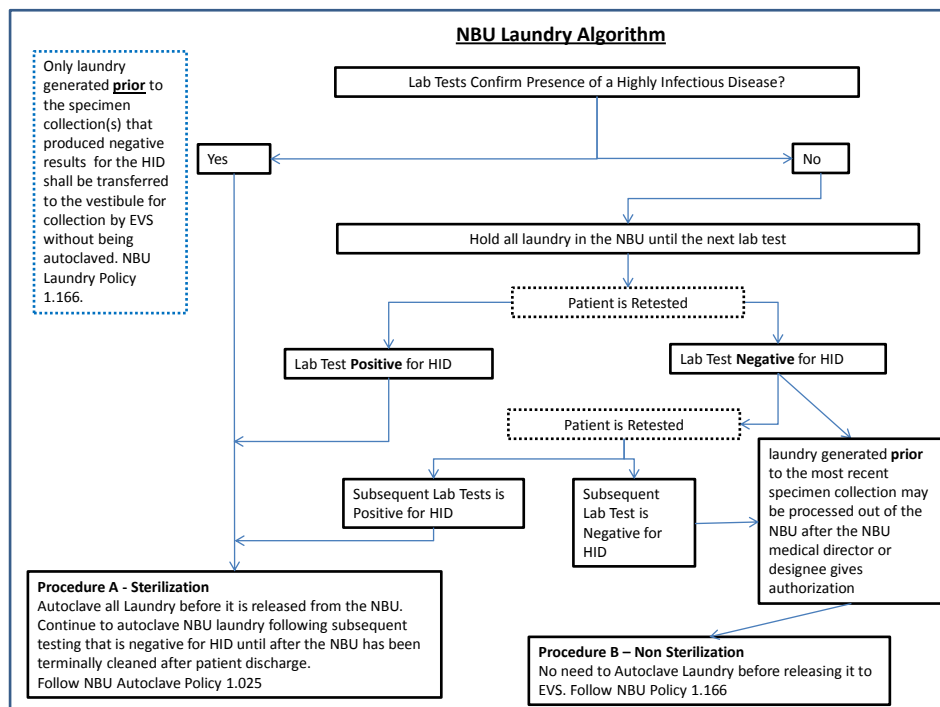 NBU Laundry Algorithm
Only laundry
generated prior to
the specimen
collection(s) that
produced negative
results for the HID
shall be transferred
to the vestibule for
collection by EVS
without being
autoclaved. NBU
Laundry Policy
1.166.
Lab Tests Confirm Presence of a Highly Infectious Disease?
Yes
No
Hold all laundry in the NBU until the next lab test
Patient is Retested
Lab Test Positive for HID
Lab Test Negative for HID
Patient is Retested
Subsequent Lab Tests is
Positive for HID
Subsequent
Lab Test is
Negative for
HID
laundry generated prior
to the most recent
specimen collection may
be processed out of the
NBU after the NBU
medical director or
designee gives
authorization
Procedure A - Sterilization
Autoclave all Laundry before it is released from the NBU.
Continue to autoclave NBU laundry following subsequent
testing that is negative for HID until after the NBU has been
terminally cleaned after patient discharge.
Follow NBU Autoclave Policy 1.025
Procedure B – Non Sterilization
No need to Autoclave Laundry before releasing it to
EVS. Follow NBU Policy 1.166